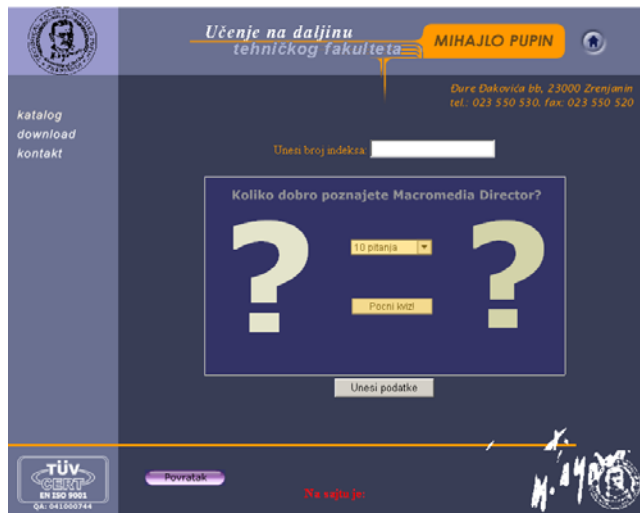 Učenje na daljinu
tehničkog fakulteta
MIHAJLO PUPIN
Đure Đakovića bb, 23000 Zrenjanin
tel.: 023 550 530, fax: 023 550 520
katalog
download
kontakt
Unesi broj indeksa:
Koliko dobro poznajete Macromedia Director?
? ?
10 pitanja
Pocni kviz!
Unesi podatke
TÜV
CERT
EN ISO 9001
QA: 041000744
Povratak
Na sajtu je: